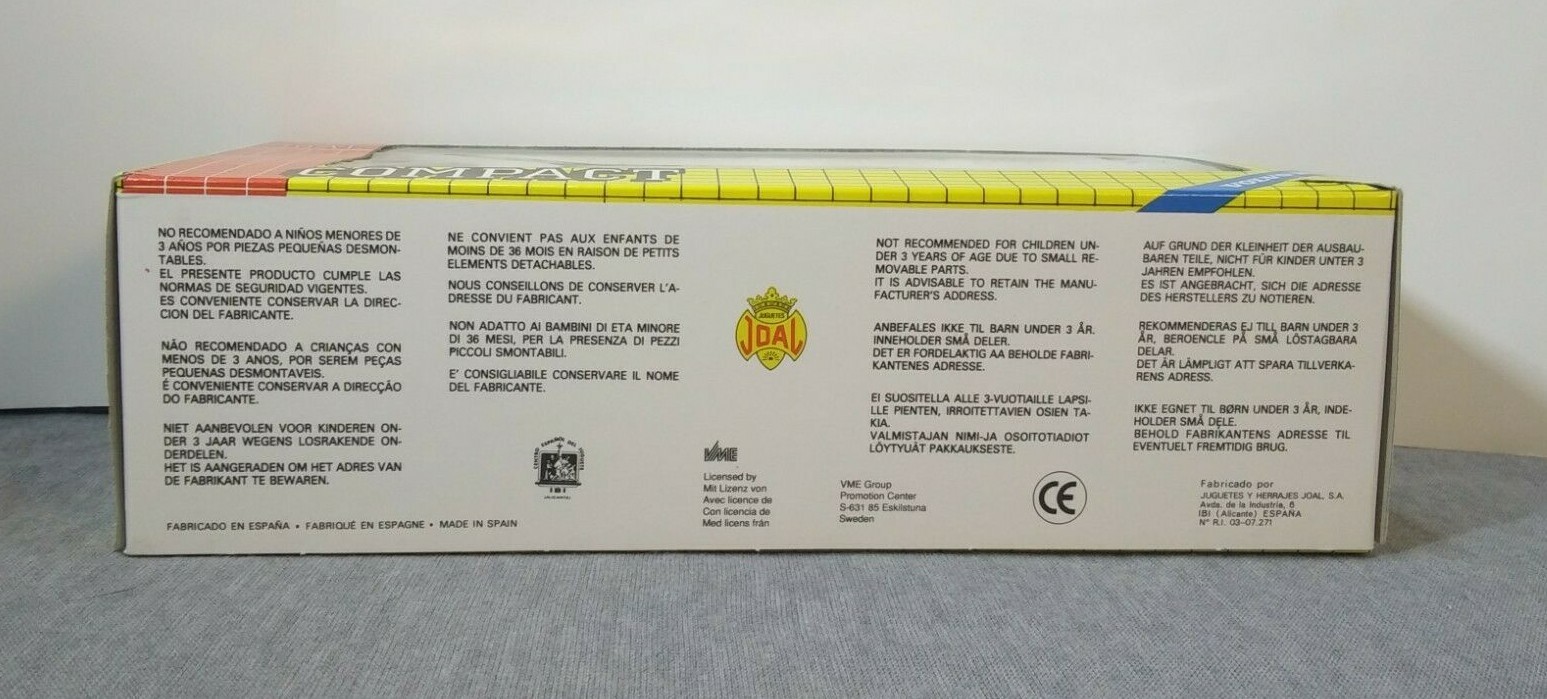 COMPACT
NO RECOMENDADO A NIÑOS MENORES DE
3 AÑOS POR PIEZAS PEQUEÑAS DESMON-
TABLES.
EL PRESENTE PRODUCTO CUMPLE LAS
NORMAS DE SEGURIDAD VIGENTES.
ES CONVENIENTE CONSERVAR LA DIREC-
CION DEL FABRICANTE.
NÃO RECOMENDADO A CRIANÇAS CON
MENOS DE 3 ANOS, POR SEREM PEÇAS
PEQUENAS DESMONTAVEIS.
É CONVENIENTE CONSERVAR A DIRECÇÃO
DO FABRICANTE.
NIET AANBEVOLEN VOOR KINDEREN ON-
DER 3 JAAR WEGENS LOSRAKENDE ON-
DERDELEN.
HET IS AANGERADEN OM HET ADRES VAN
DE FABRIKANT TE BEWAREN.
FABRICADO EN ESPAÑA • FABRIQUÉ EN ESPAGNE • MADE IN SPAIN
NE CONVIENT PAS AUX ENFANTS DE
MOINS DE 36 MOIS EN RAISON DE PETITS
ELEMENTS DETACHABLES.
NOUS CONSEILLONS DE CONSERVER L'A-
DRESSE DU FABRICANT.
NON ADATTO AI BAMBINI DI ETA MINORE
DI 36 MESI, PER LA PRESENZA DI PEZZI
PICCOLI SMONTABILI.
E' CONSIGLIABILE CONSERVARE IL NOME
DEL FABRICANTE.
JUGUETES
JOAL
VME
Licensed by
Mit Lizenz von
Avec licence de
Con licencia de
Med licens från
VME Group
Promotion Center
S-631 85 Eskilstuna
Sweden
NOT RECOMMENDED FOR CHILDREN UN-
DER 3 YEARS OF AGE DUE TO SMALL RE-
MOVABLE PARTS.
IT IS ADVISABLE TO RETAIN THE MANU-
FACTURER'S ADDRESS.
ANBEFALES IKKE TIL BARN UNDER 3 ÅR.
INNEHOLDER SMÅ DELER.
DET ER FORDELAKTIG AA BEHOLDE FABRI-
KANTENES ADRESSE.
EI SUOSITELLA ALLE 3-VUOTIAILLE LAPSI-
LLE PIENTEN, IRROITETTAVIEN OSIEN TA-
KIA.
VALMISTAJAN NIMI-JA OSOITOTIADIOT
LÖYTYUÄT PAKKAUKSESTE.
CE
AUF GRUND DER KLEINHEIT DER AUSBAU-
BAREN TEILE, NICHT FÜR KINDER UNTER 3
JAHREN EMPFOHLEN.
ES IST ANGEBRACHT, SICH DIE ADRESSE
DES HERSTELLERS ZU NOTIEREN.
REKOMMENDERAS EJ TILL BARN UNDER 3
ÅR, BEROENCLE PÅ SMÅ LÖSTAGBARA
DELAR.
DET ÄR LÄMPLIGT ATT SPARA TILLVERKA-
RENS ADRESS.
IKKE EGNET TIL BØRN UNDER 3 ÅR, INDE-
HOLDER SMÅ DELE.
BEHOLD FABRIKANTENS ADRESSE TIL
EVENTUELT FREMTIDIG BRUG.
Fabricado por
JUGUETES Y HERRAJES JOAL, S.A.
Avda. de la Industria, 6
IBI (Alicante) ESPAÑA
N° R.I. 03-07.271